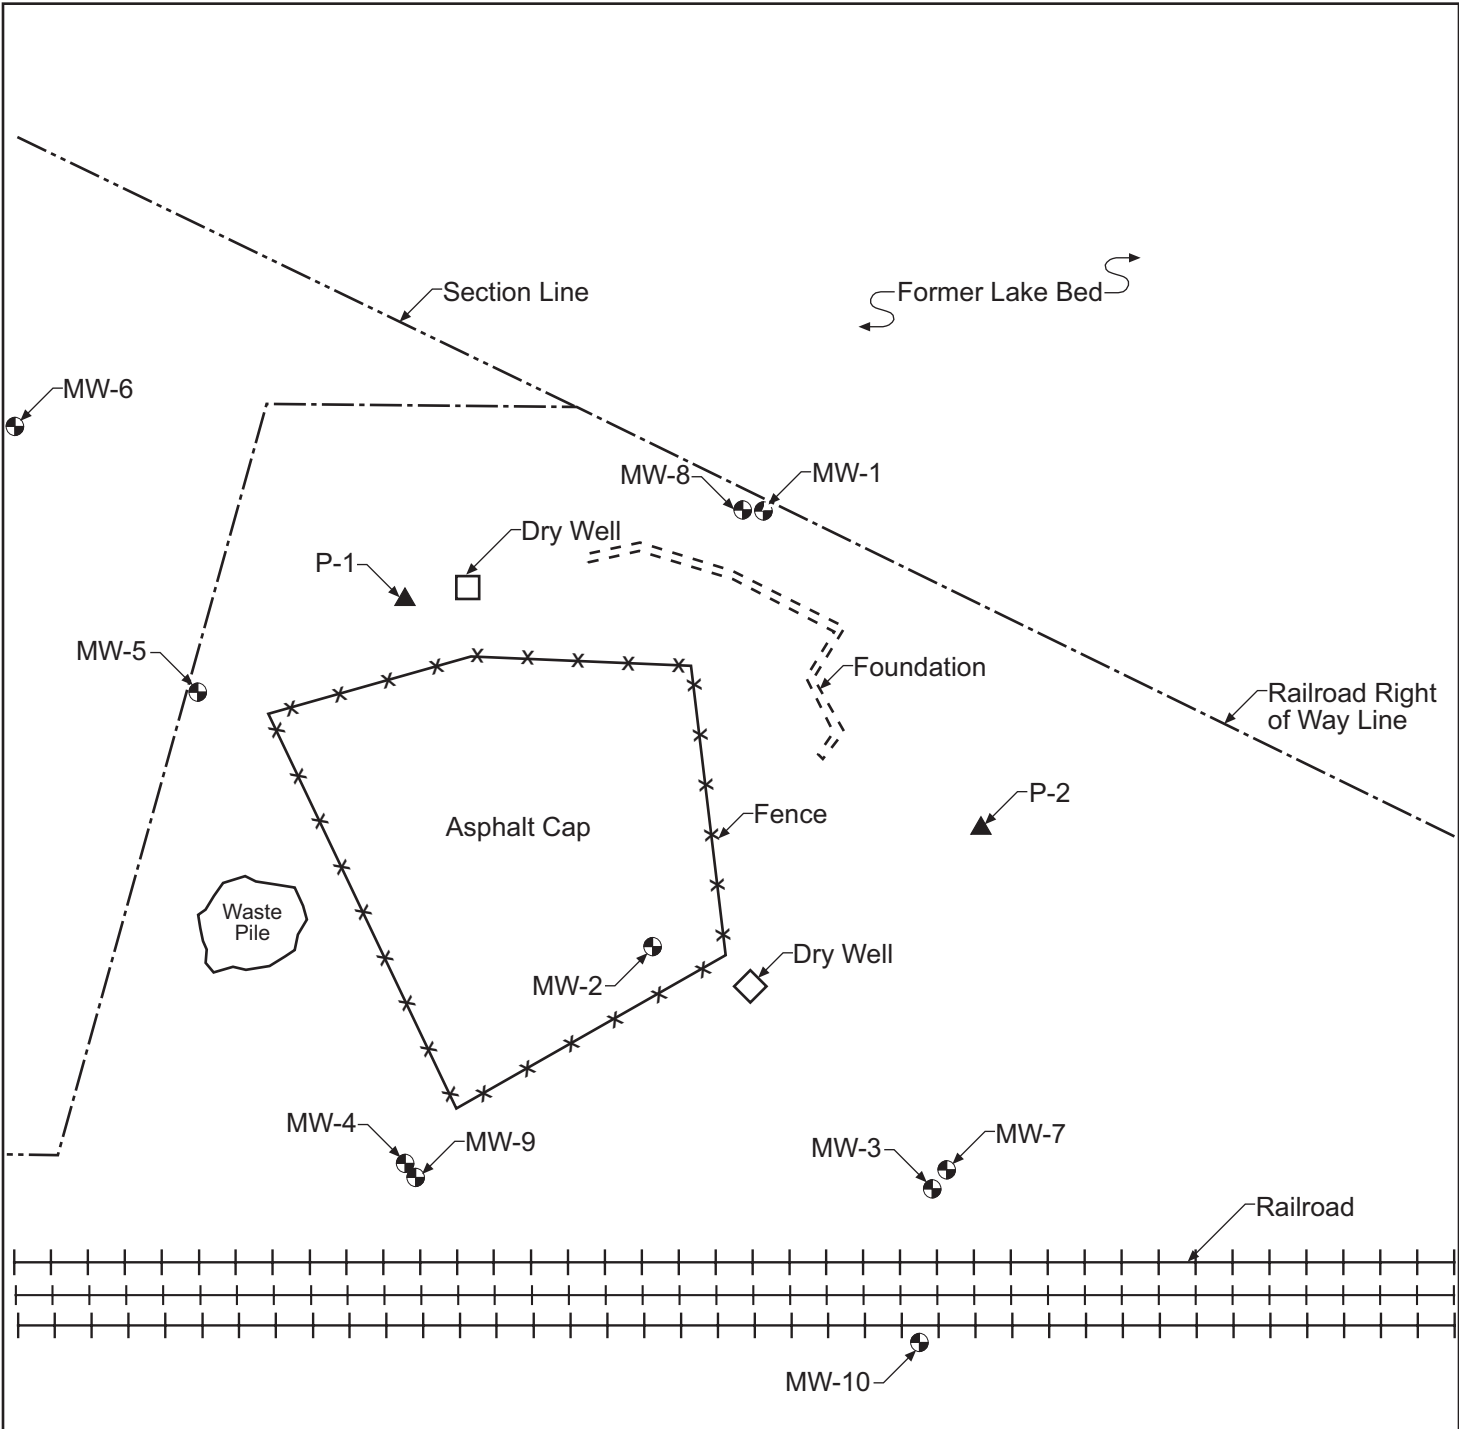 Section Line
Former Lake Bed
MW-6
MW-8
MW-1
Dry Well
P-1
MW-5
Foundation
Railroad Right
of Way Line
P-2
Fence
Asphalt Cap
Waste
Pile
MW-2
Dry Well
MW-4
MW-9
MW-3
MW-7
Railroad
MW-10